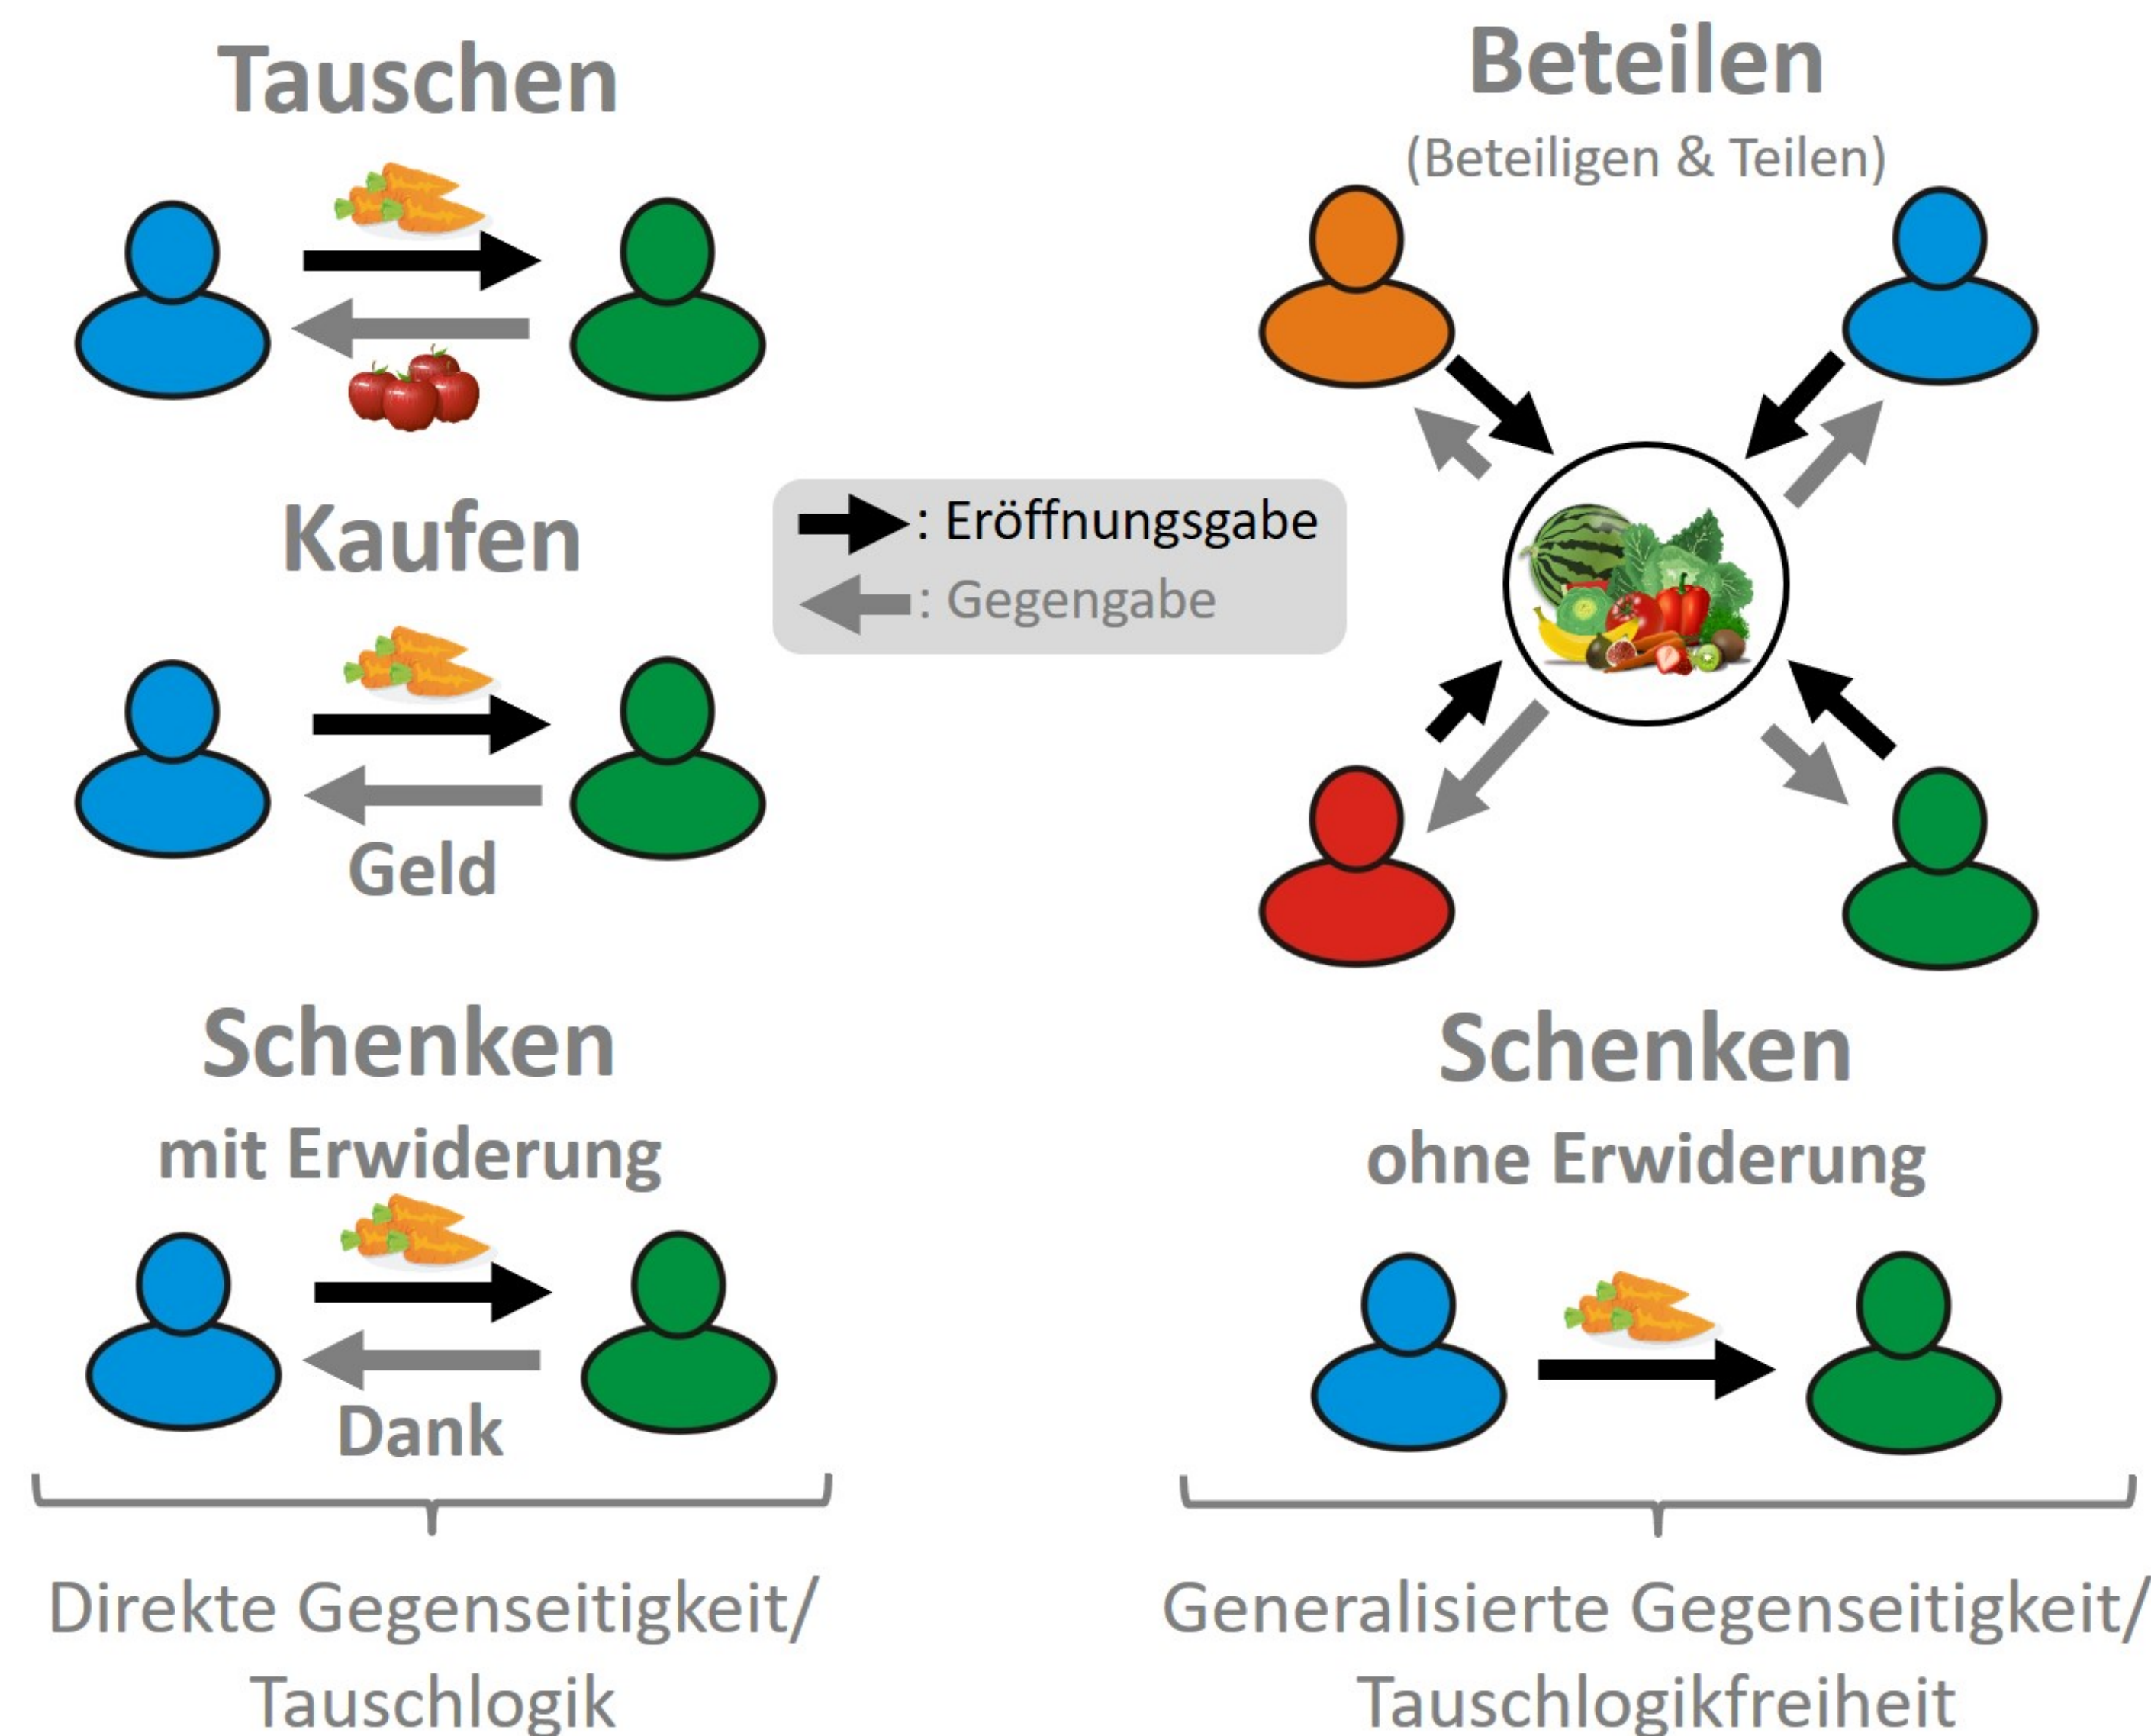 Tauschen
Kaufen
Geld
Schenken
mit Erwiderung
Dank
Direkte Gegenseitigkeit/
Tauschlogik
: Eröffnungsgabe
: Gegengabe
Beteilen
(Beteiligen & Teilen)
Schenken
ohne Erwiderung
Generalisierte Gegenseitigkeit/
Tauschlogikfreiheit